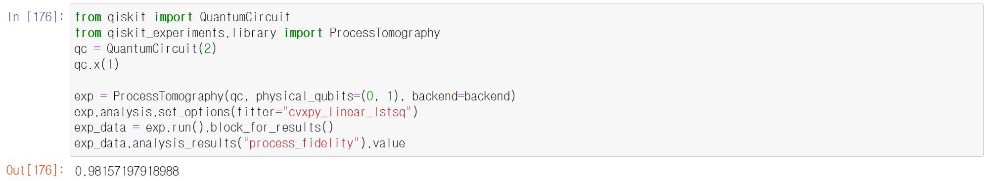 In [176]:
from qiskit import QuantumCircuit
from qiskit_experiments.library import ProcessTomography
qc = QuantumCircuit(2)
qc.x(1)
exp = ProcessTomography(qc, physical_qubits=(0, 1), backend=backend)
exp.analysis.set_options(fitter="cvxpy_linear_lstsq")
exp_data = exp.run().block_for_results()
exp_data.analysis_results("process_fidelity").value
Out[176]:
0.98157197918988